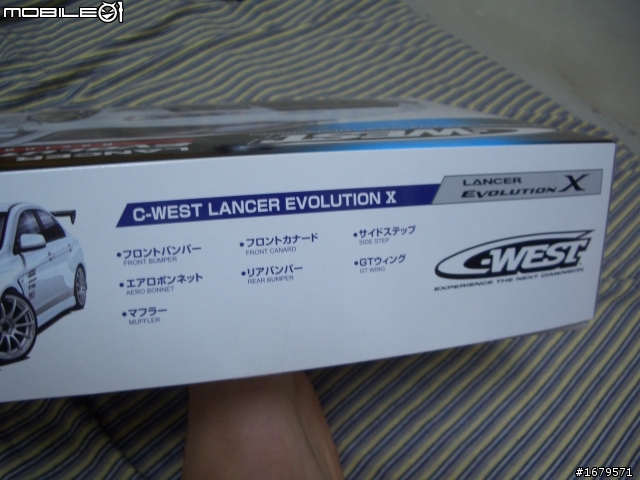 MOBILE01
C-WEST
C-WEST LANCER EVOLUTION X
LANCER
EVOLUTION X
•フロントバンパー
FRONT BUMPER
•エアロボンネット
AERO BONNET
•マフラー
MUFFLER
•フロントカナード
FRONT CANARD
•リアバンパー
REAR BUMPER
•サイドステップ
SIDE STEP
•GTウィング
GT WING
C-WEST
EXPERIENCE THE NEXT DIMENSION
#1679571